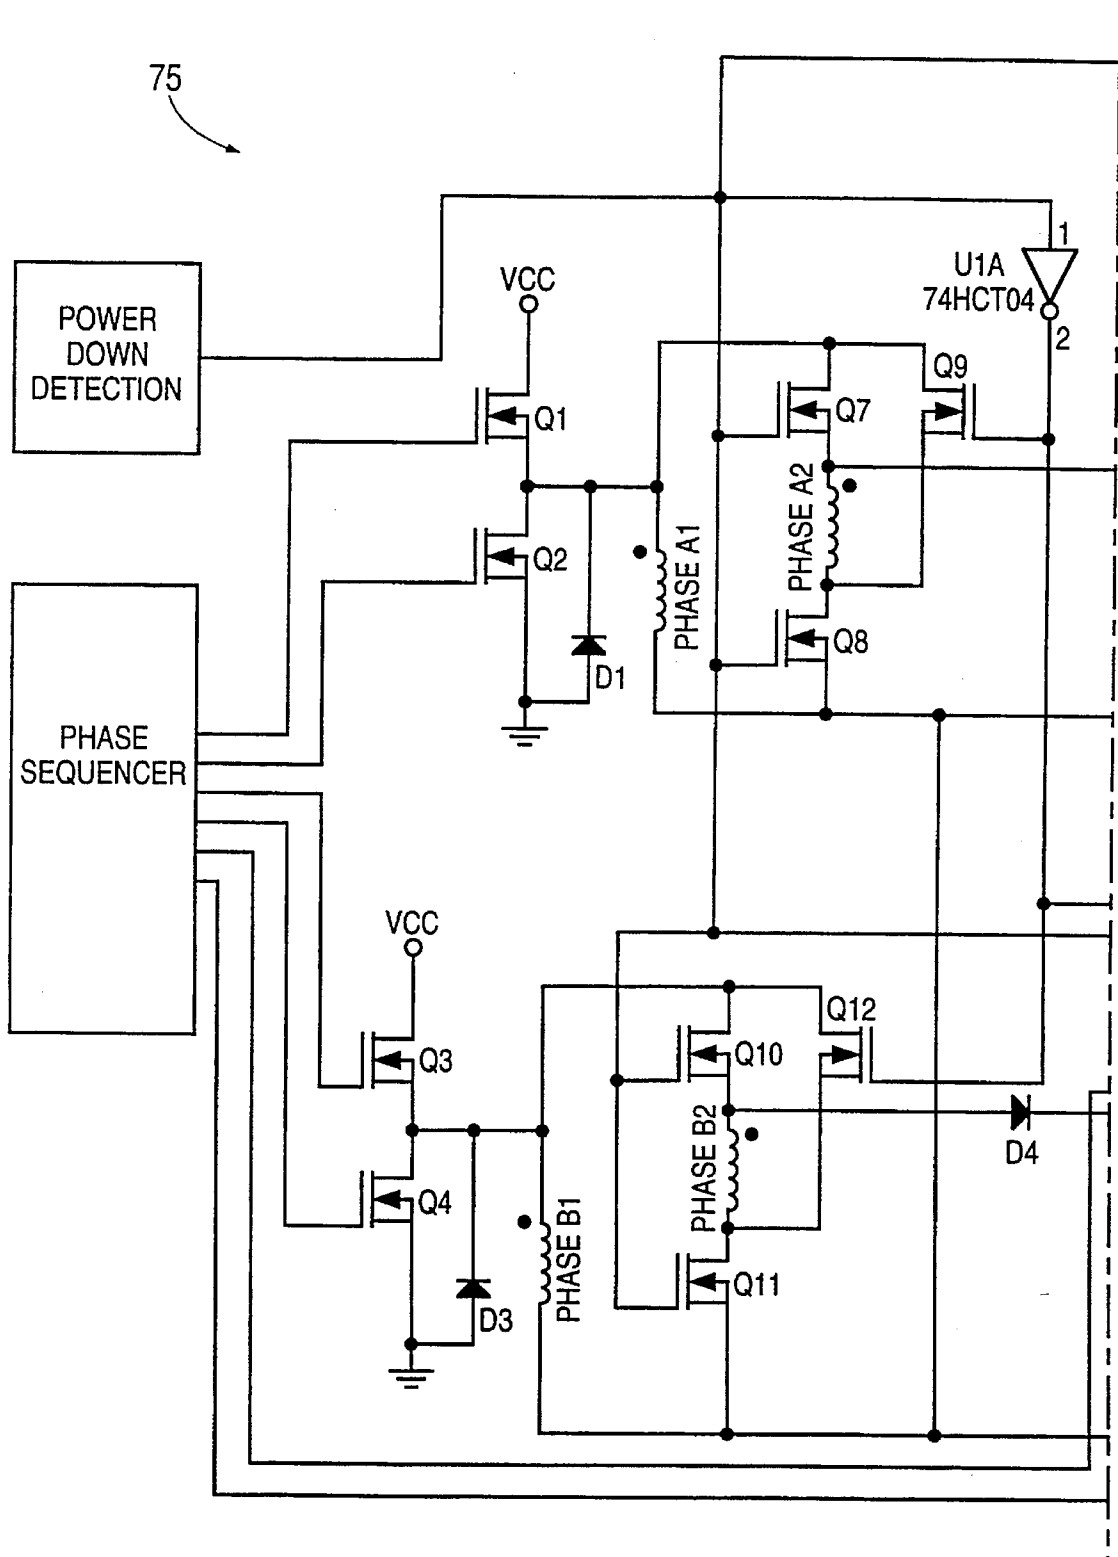 75
POWER
DOWN
DETECTION
VCC
U1A
74HCT04
1
2
Q1
Q2
D1
PHASE A1
Q7
Q9
PHASE A2
Q8
PHASE
SEQUENCER
VCC
Q3
Q4
D3
PHASE B1
Q10
Q12
PHASE B2
Q11
D4